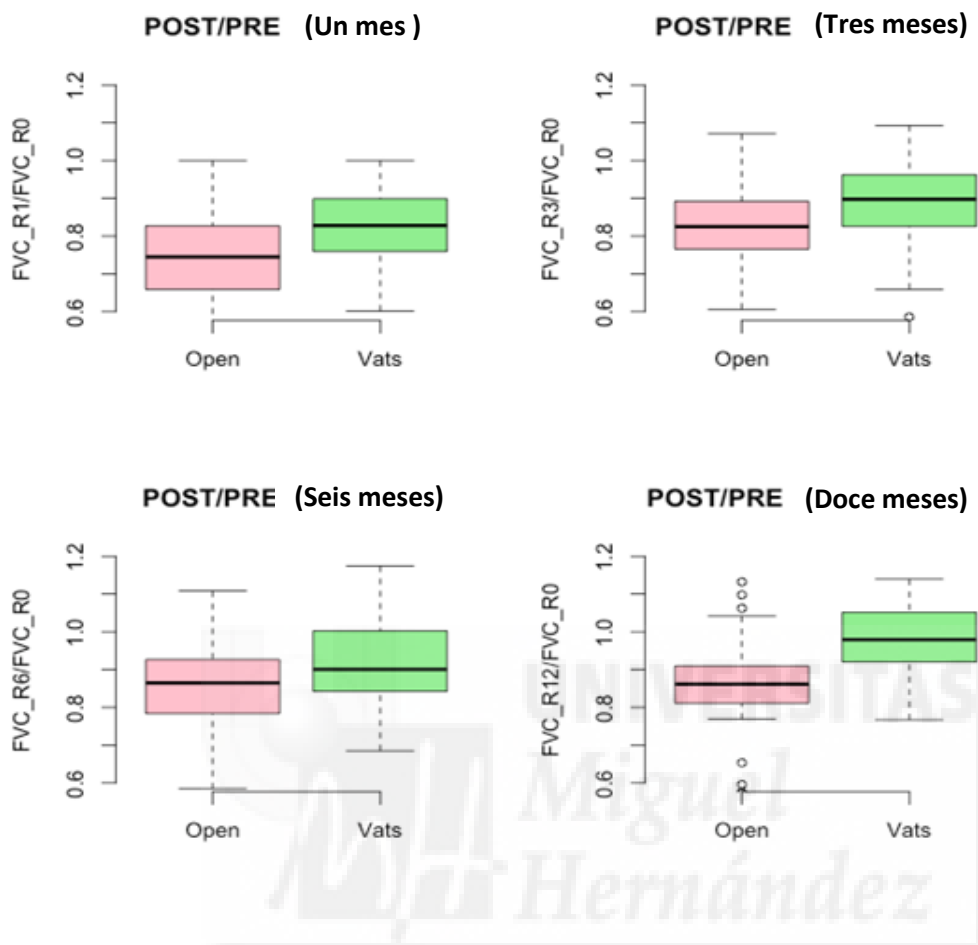 POST/PRE (Un mes )
FVC_R1/FVC_R0
1.2
1.0
0.8
0.6
Open Vats
POST/PRE (Tres meses)
FVC_R3/FVC_R0
1.2
1.0
0.8
0.6
Open Vats
POST/PRE (Seis meses)
FVC_R6/FVC_R0
1.2
1.0
0.8
0.6
Open Vats
POST/PRE (Doce meses)
FVC_R12/FVC_R0
1.2
1.0
0.8
0.6
Open Vats
UNIVERSITAS
Miguel
Hernández